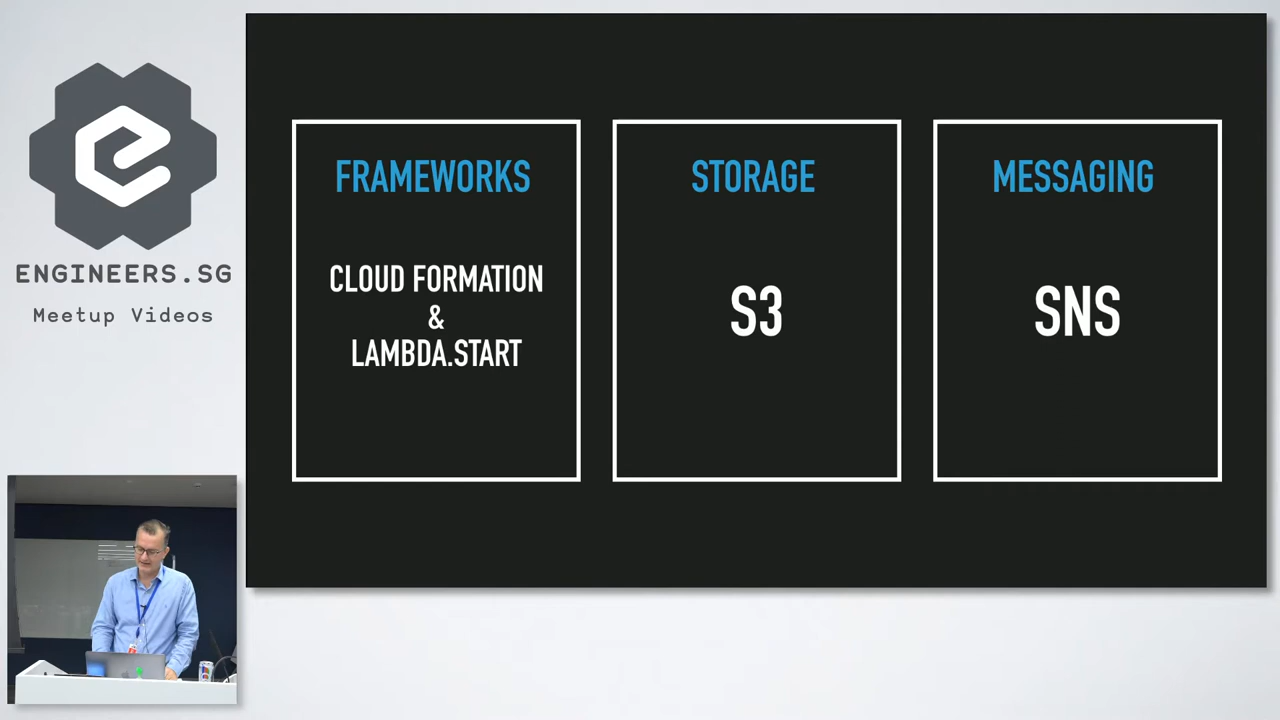 ENGINEERS.SG
Meetup Videos
FRAMEWORKS
CLOUD FORMATION
&
LAMBDA.START
STORAGE
S3
MESSAGING
SNS